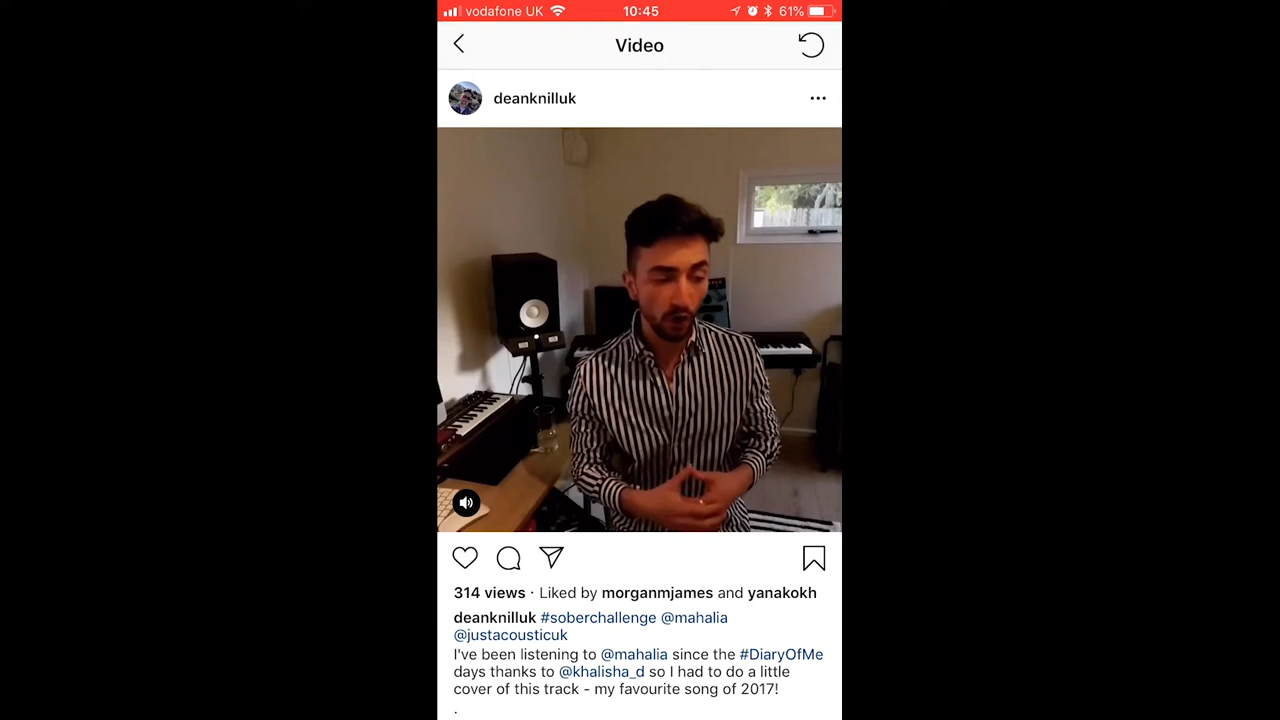 vodafone UK 10:45 61%
Video
deanknilluk
314 views · Liked by morganmjames and yanakokh
deanknilluk #soberchallenge @mahalia
@justacousticuk
I've been listening to @mahalia since the #DiaryOfMe
days thanks to @khalisha_d so I had to do a little
cover of this track - my favourite song of 2017!
.